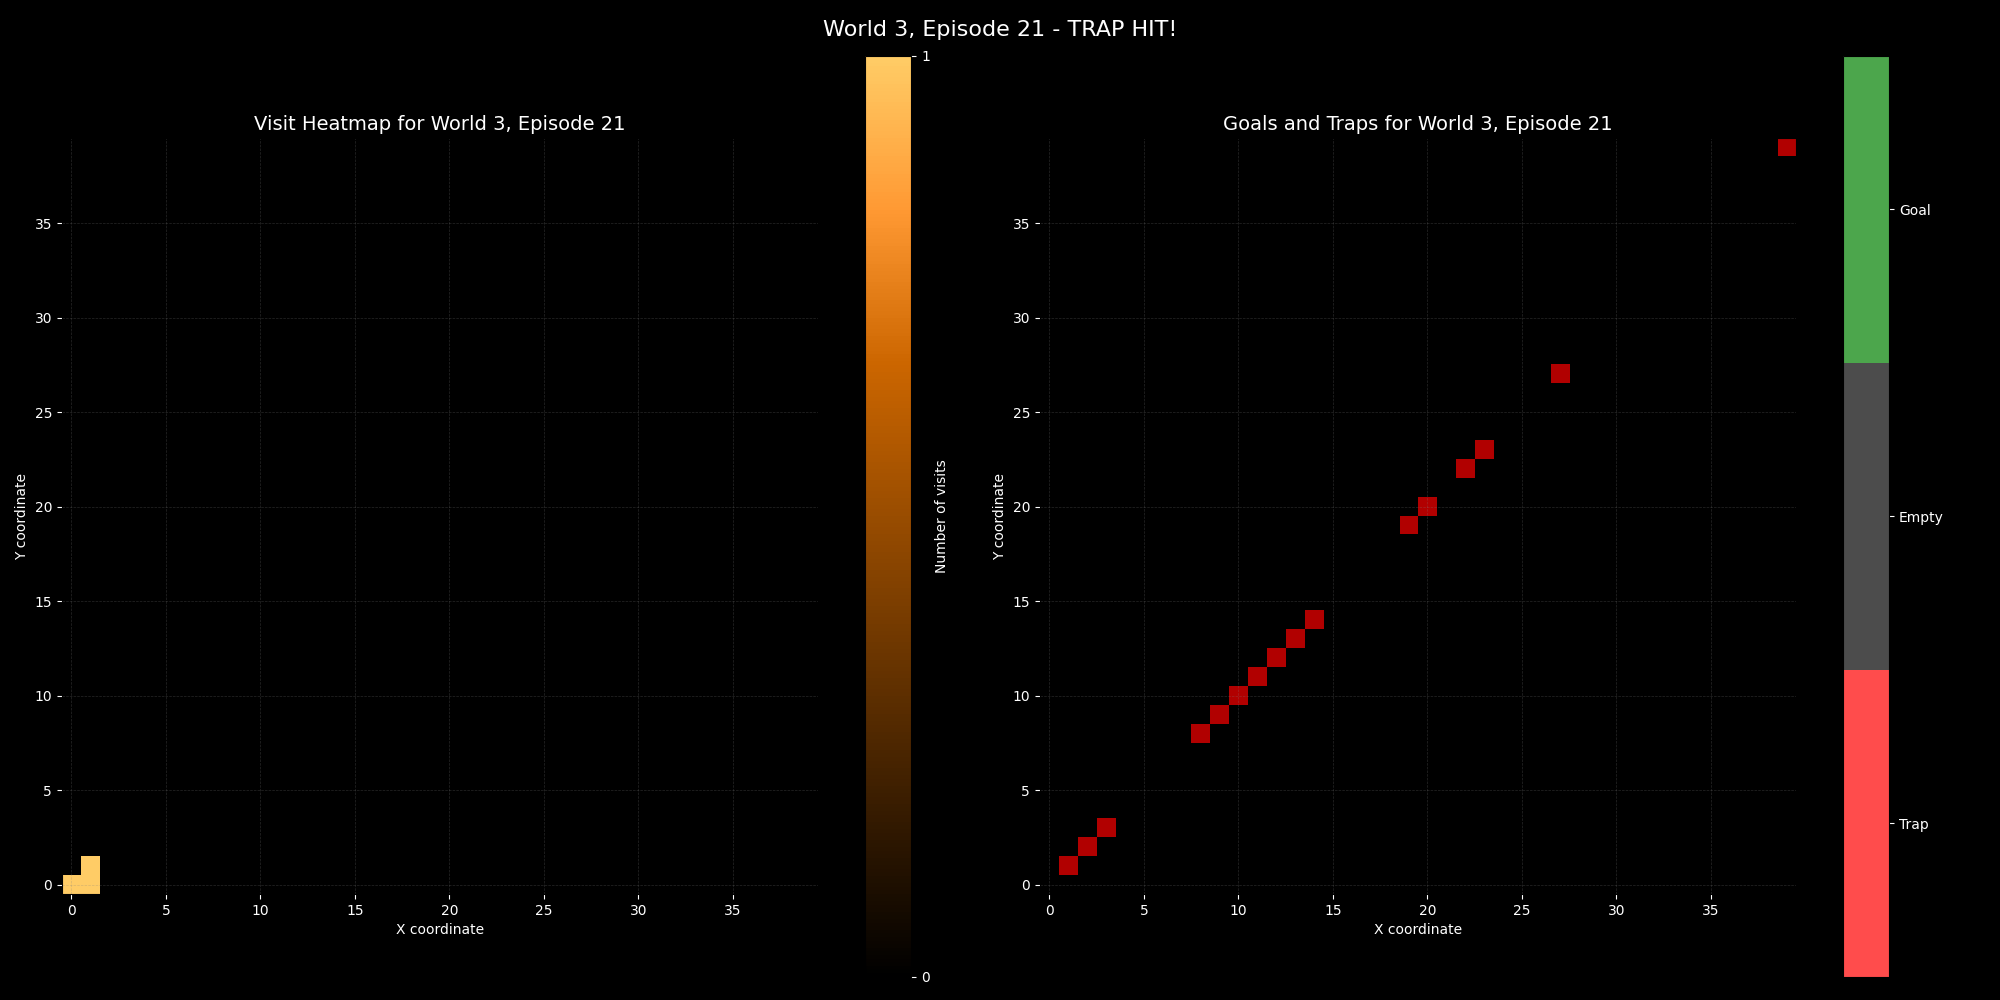 World 3, Episode 21 - TRAP HIT!
Visit Heatmap for World 3, Episode 21
Y coordinate
35
30
25
20
15
10
5
0
0 5 10 15 20 25 30 35
X coordinate
1
0
Number of visits
Goals and Traps for World 3, Episode 21
Y coordinate
35
30
25
20
15
10
5
0
0 5 10 15 20 25 30 35
X coordinate
Goal
Empty
Trap